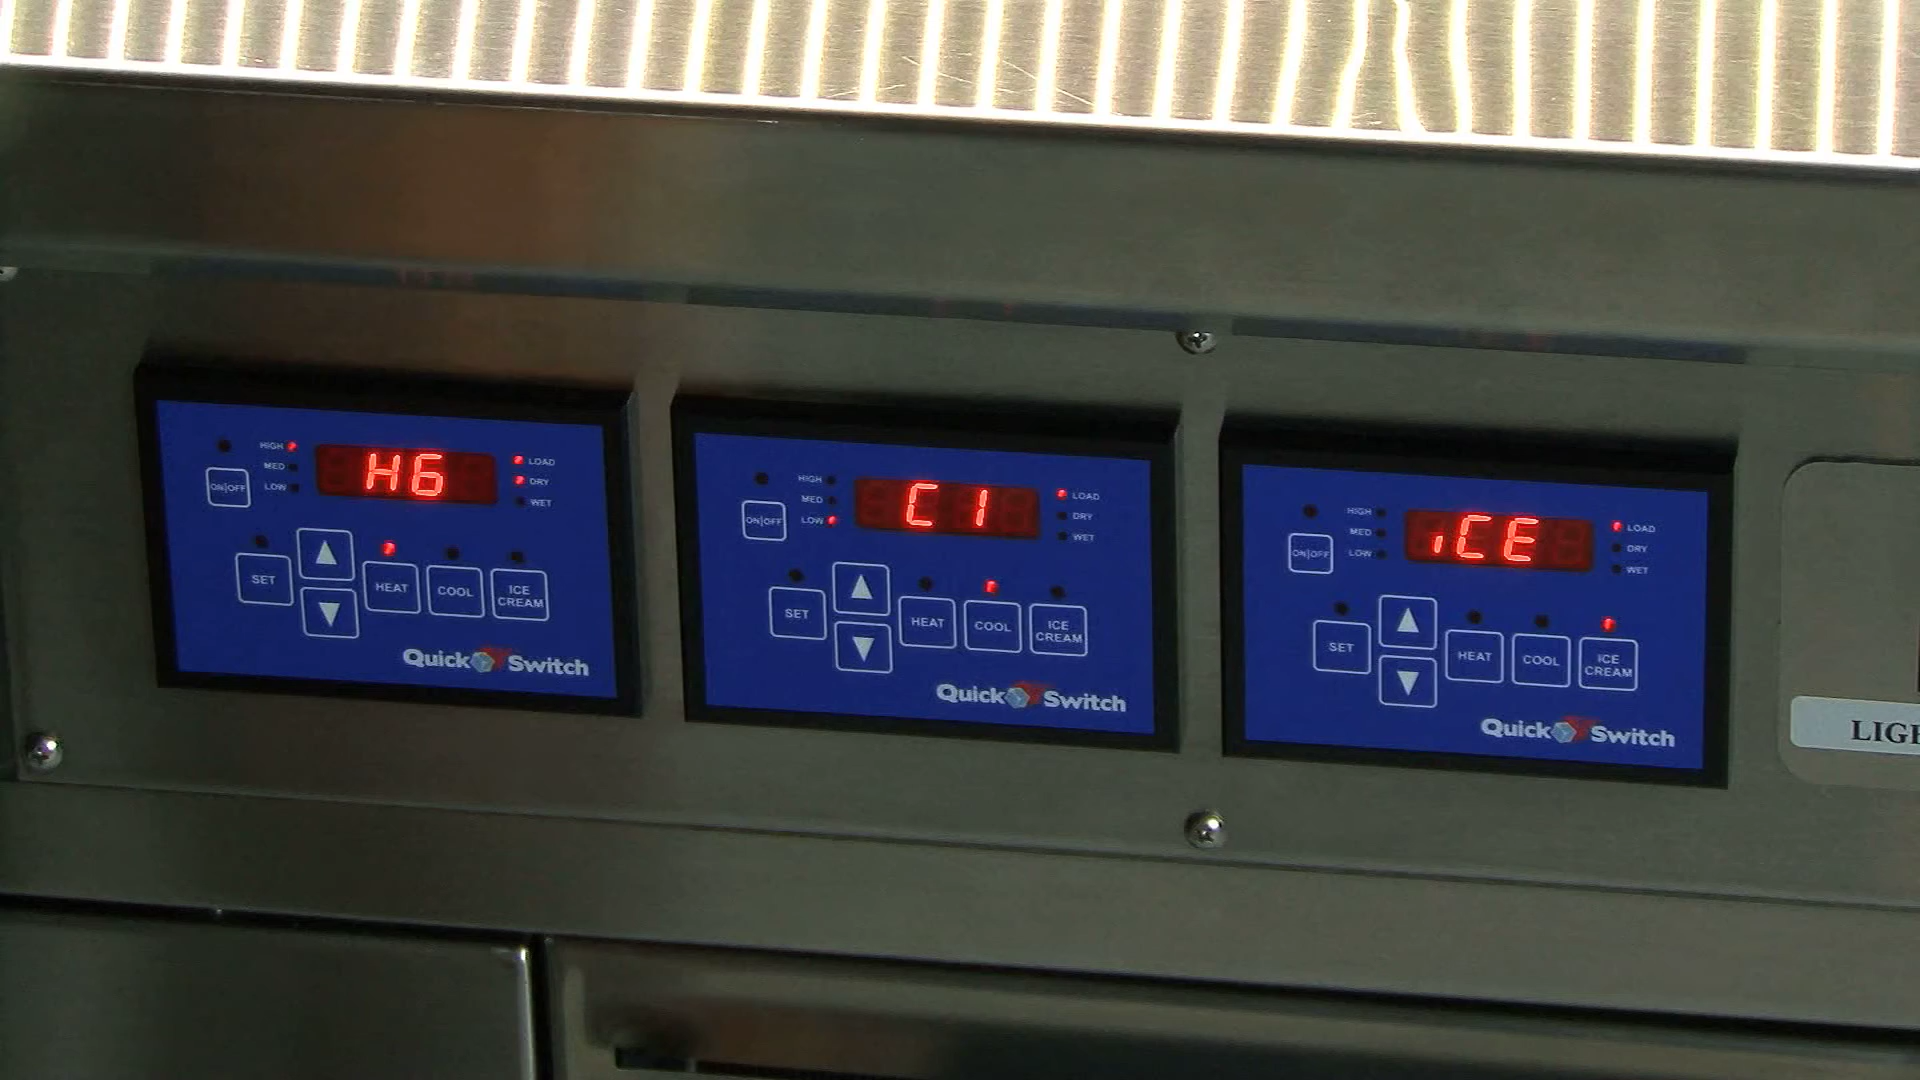 HIGH
MED
LOW
H6
LOAD
DRY
WET
ON|OFF
SET
HEAT
COOL
ICE
CREAM
Quick Switch
HIGH
MED
LOW
C1
LOAD
DRY
WET
ON|OFF
SET
HEAT
COOL
ICE
CREAM
Quick Switch
HIGH
MED
LOW
iCE
LOAD
DRY
WET
ON|OFF
SET
HEAT
COOL
ICE
CREAM
Quick Switch